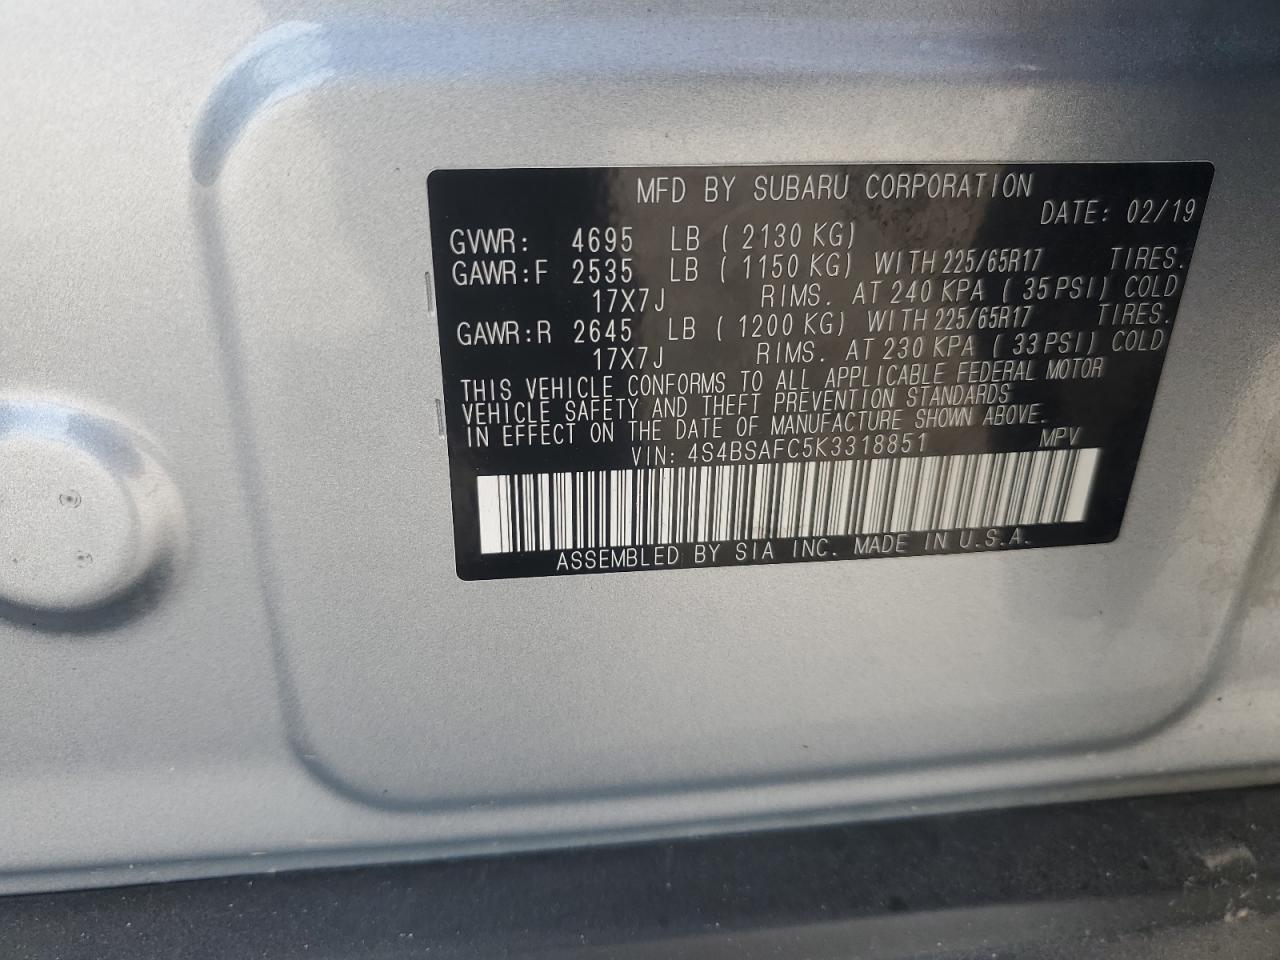 MFD BY SUBARU CORPORATION
DATE: 02/19
GVWR: 4695 LB ( 2130 KG)
GAWR:F 2535 LB ( 1150 KG) WITH 225/65R17 TIRES.
17X7J RIMS. AT 240 KPA ( 35 PSI) COLD
GAWR:R 2645 LB ( 1200 KG) WITH 225/65R17 TIRES.
17X7J RIMS. AT 230 KPA ( 33 PSI) COLD
THIS VEHICLE CONFORMS TO ALL APPLICABLE FEDERAL MOTOR
VEHICLE SAFETY AND THEFT PREVENTION STANDARDS
IN EFFECT ON THE DATE OF MANUFACTURE SHOWN ABOVE.
VIN: 4S4BSAFC5K3318851 MPV
ASSEMBLED BY SIA INC. MADE IN U.S.A.